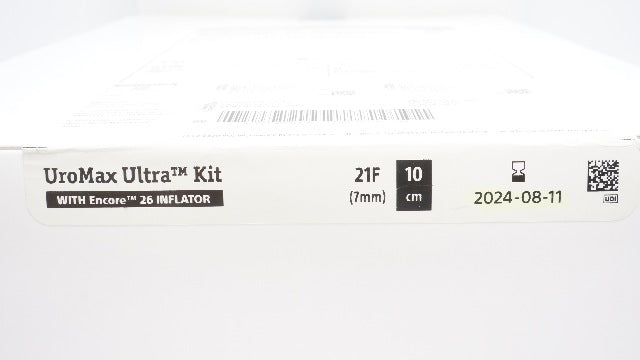 UroMax Ultra™ Kit
WITH Encore™ 26 INFLATOR
21F
(7mm)
10
cm
2024-08-11
UDI